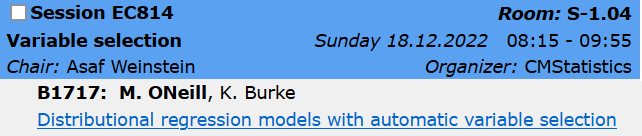 Session EC814 Room: S-1.04
Variable selection Sunday 18.12.2022 08:15 - 09:55
Chair: Asaf Weinstein Organizer: CMStatistics
B1717: M. ONeill, K. Burke
Distributional regression models with automatic variable selection